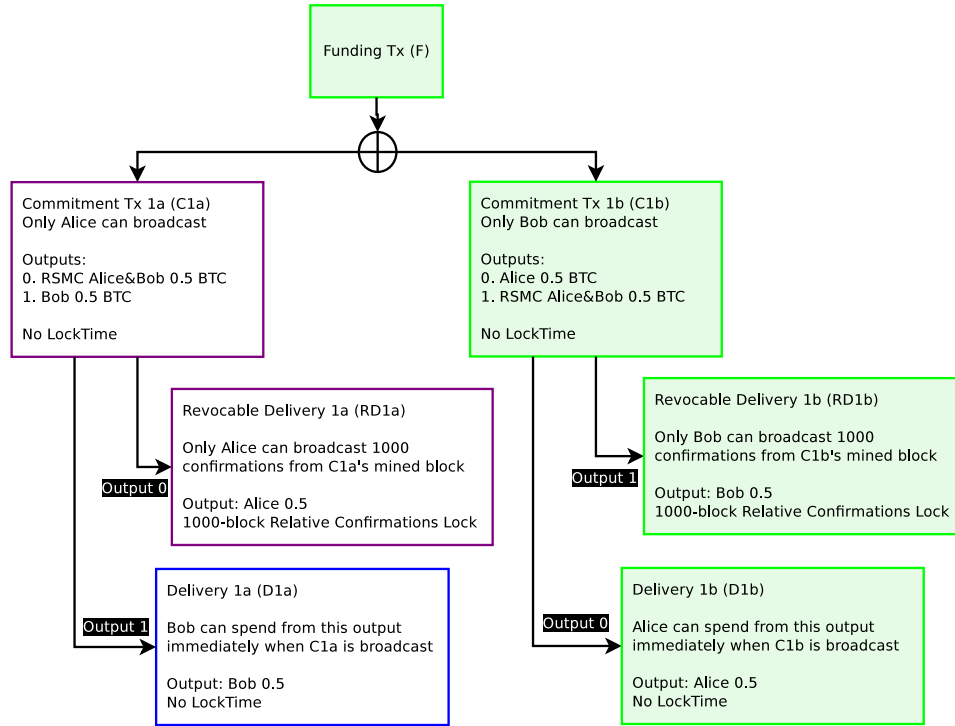 Funding Tx (F)
Commitment Tx 1a (C1a)
Only Alice can broadcast
Outputs:
0. RSMC Alice&Bob 0.5 BTC
1. Bob 0.5 BTC
No LockTime
Commitment Tx 1b (C1b)
Only Bob can broadcast
Outputs:
0. Alice 0.5 BTC
1. RSMC Alice&Bob 0.5 BTC
No LockTime
Revocable Delivery 1a (RD1a)
Only Alice can broadcast 1000
confirmations from C1a's mined block
Output: Alice 0.5
1000-block Relative Confirmations Lock
Output 0
Revocable Delivery 1b (RD1b)
Only Bob can broadcast 1000
confirmations from C1b's mined block
Output: Bob 0.5
1000-block Relative Confirmations Lock
Output 1
Delivery 1a (D1a)
Bob can spend from this output
immediately when C1a is broadcast
Output: Bob 0.5
No LockTime
Output 1
Delivery 1b (D1b)
Alice can spend from this output
immediately when C1b is broadcast
Output: Alice 0.5
No LockTime
Output 0